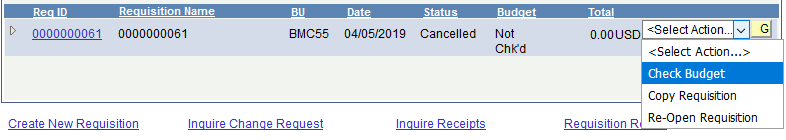 Req ID Requisition Name BU Date Status Budget Total
0000000061 0000000061 BMC55 04/05/2019 Cancelled Not Chk'd 0.00USD <Select Action... G
<Select Action...>
Check Budget
Copy Requisition
Re-Open Requisition
Create New Requisition Inquire Change Request Inquire Receipts Requisition